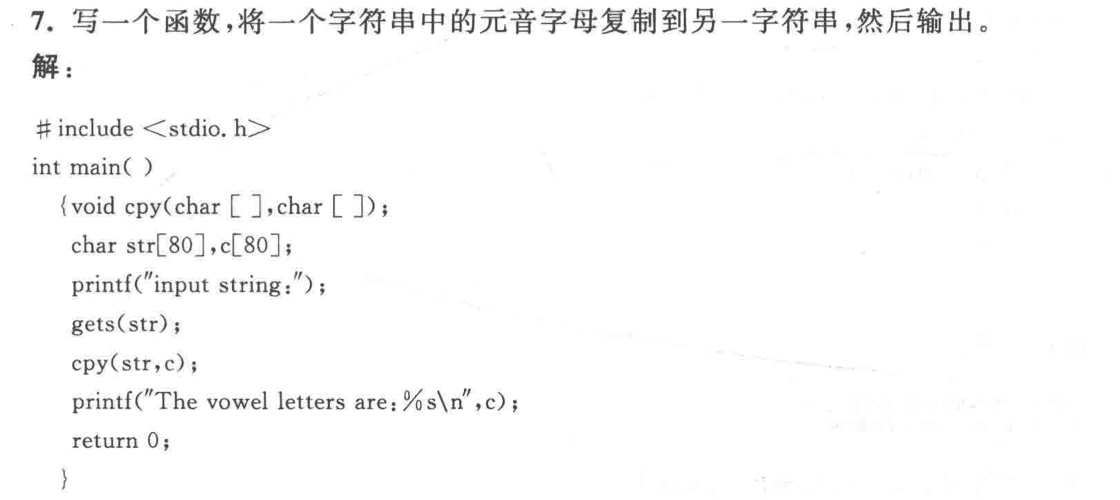 7. 写一个函数,将一个字符串中的元音字母复制到另一字符串,然后输出。
解:
#include <stdio.h>
int main( )
{void cpy(char [ ],char [ ]);
char str[80],c[80];
printf("input string:");
gets(str);
cpy(str,c);
printf("The vowel letters are:%s\n",c);
return 0;
}